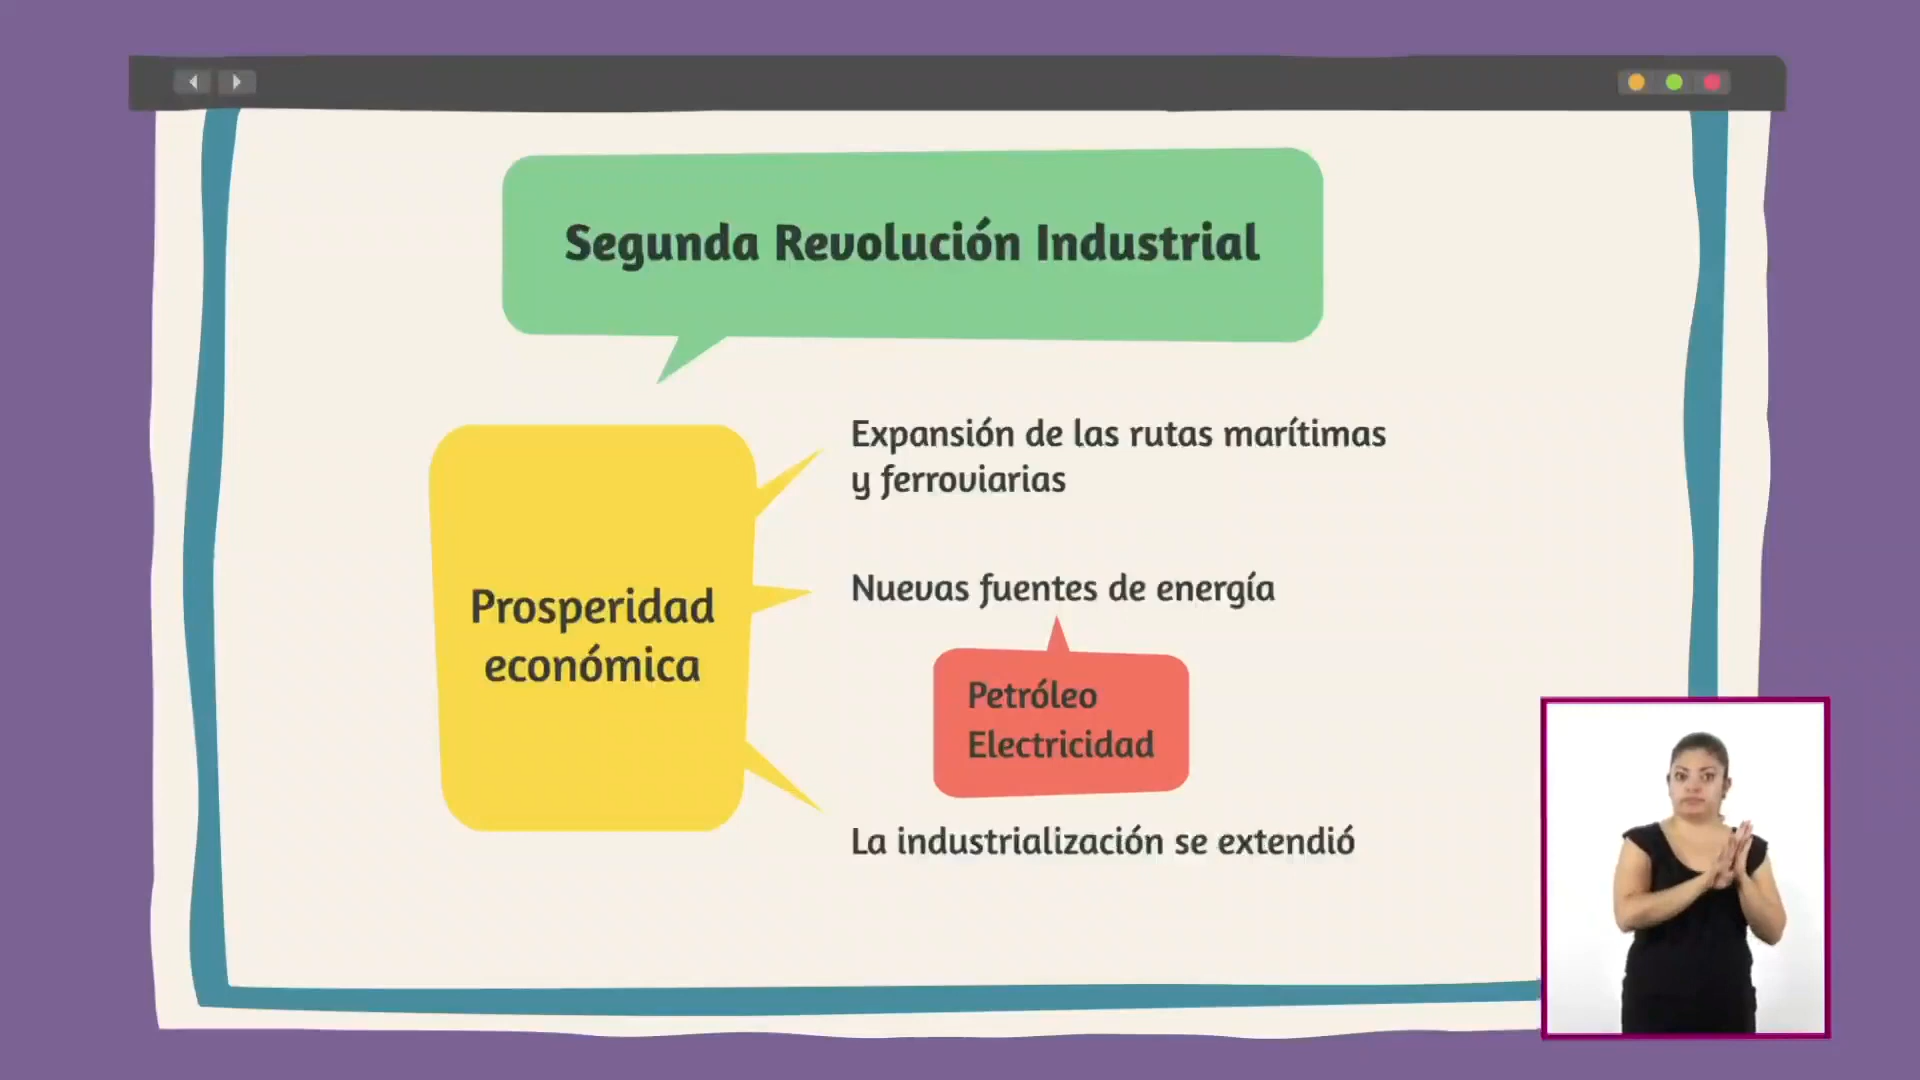 Segunda Revolución Industrial
Prosperidad
económica
Expansión de las rutas marítimas
y ferroviarias
Nuevas fuentes de energía
Petróleo
Electricidad
La industrialización se extendió